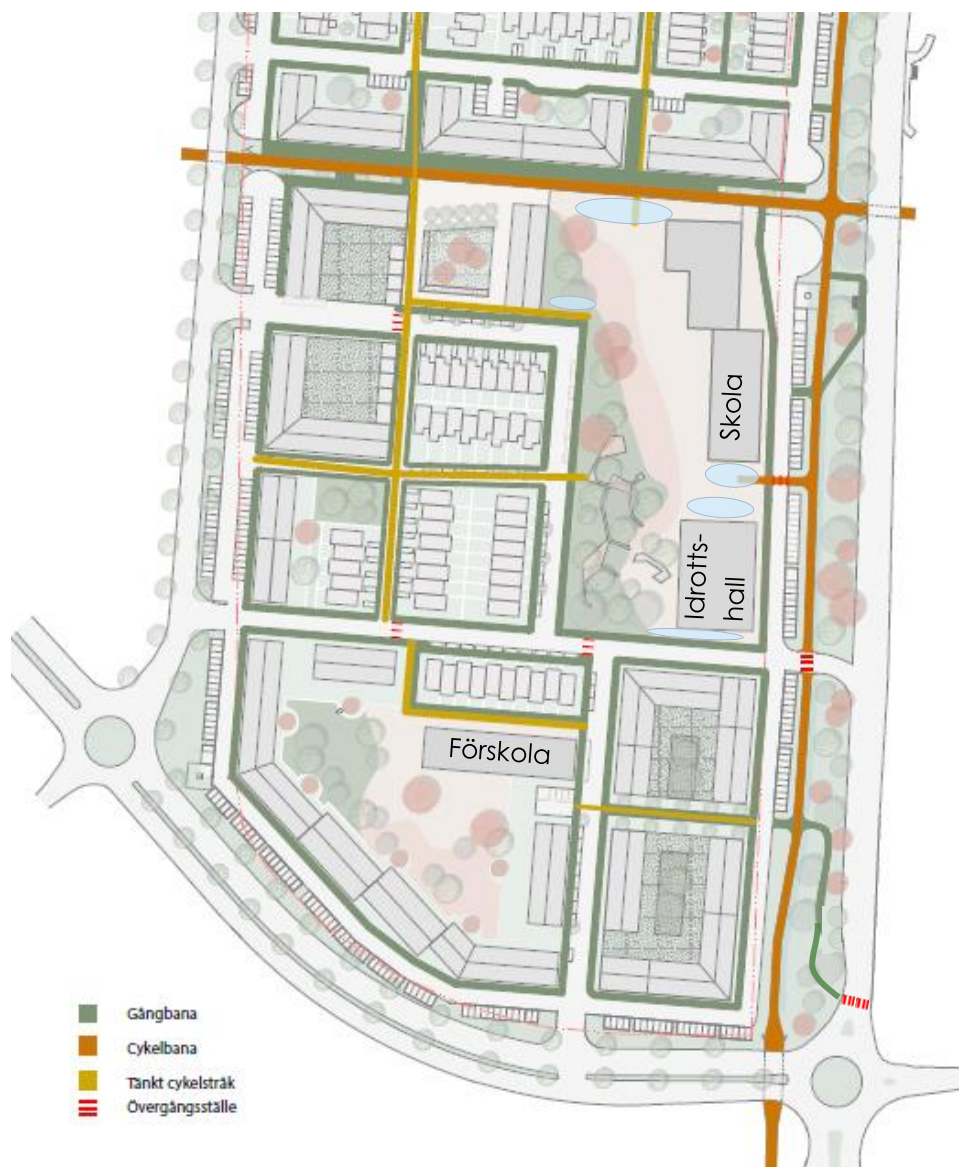 Skola
Idrotts-
hall
Förskola
Gångbana
Cykelbana
Tänkt cykelstråk
Övergångsställe